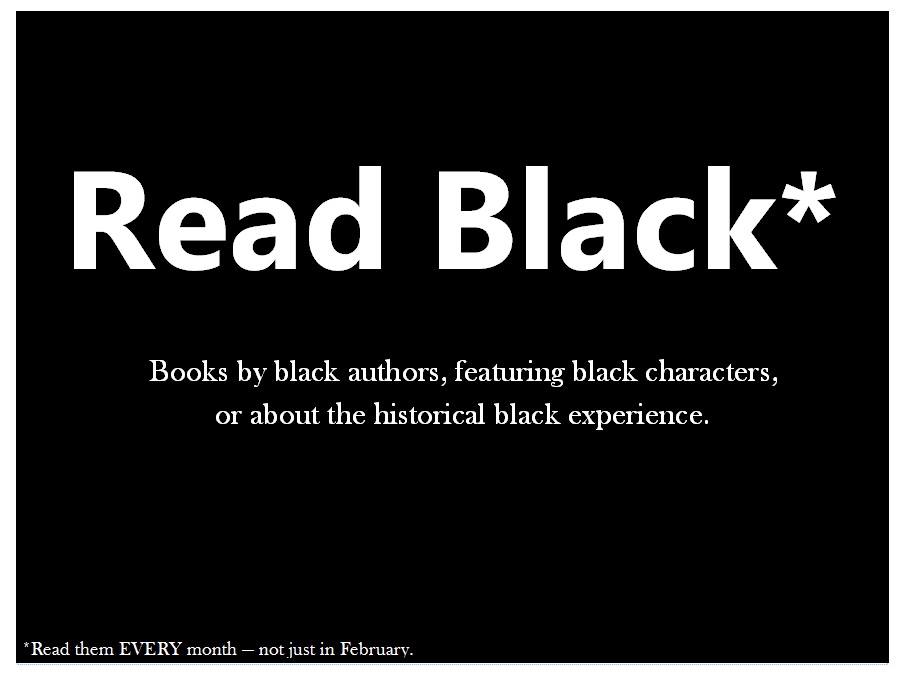 Read Black*
Books by black authors, featuring black characters,
or about the historical black experience.
*Read them EVERY month — not just in February.